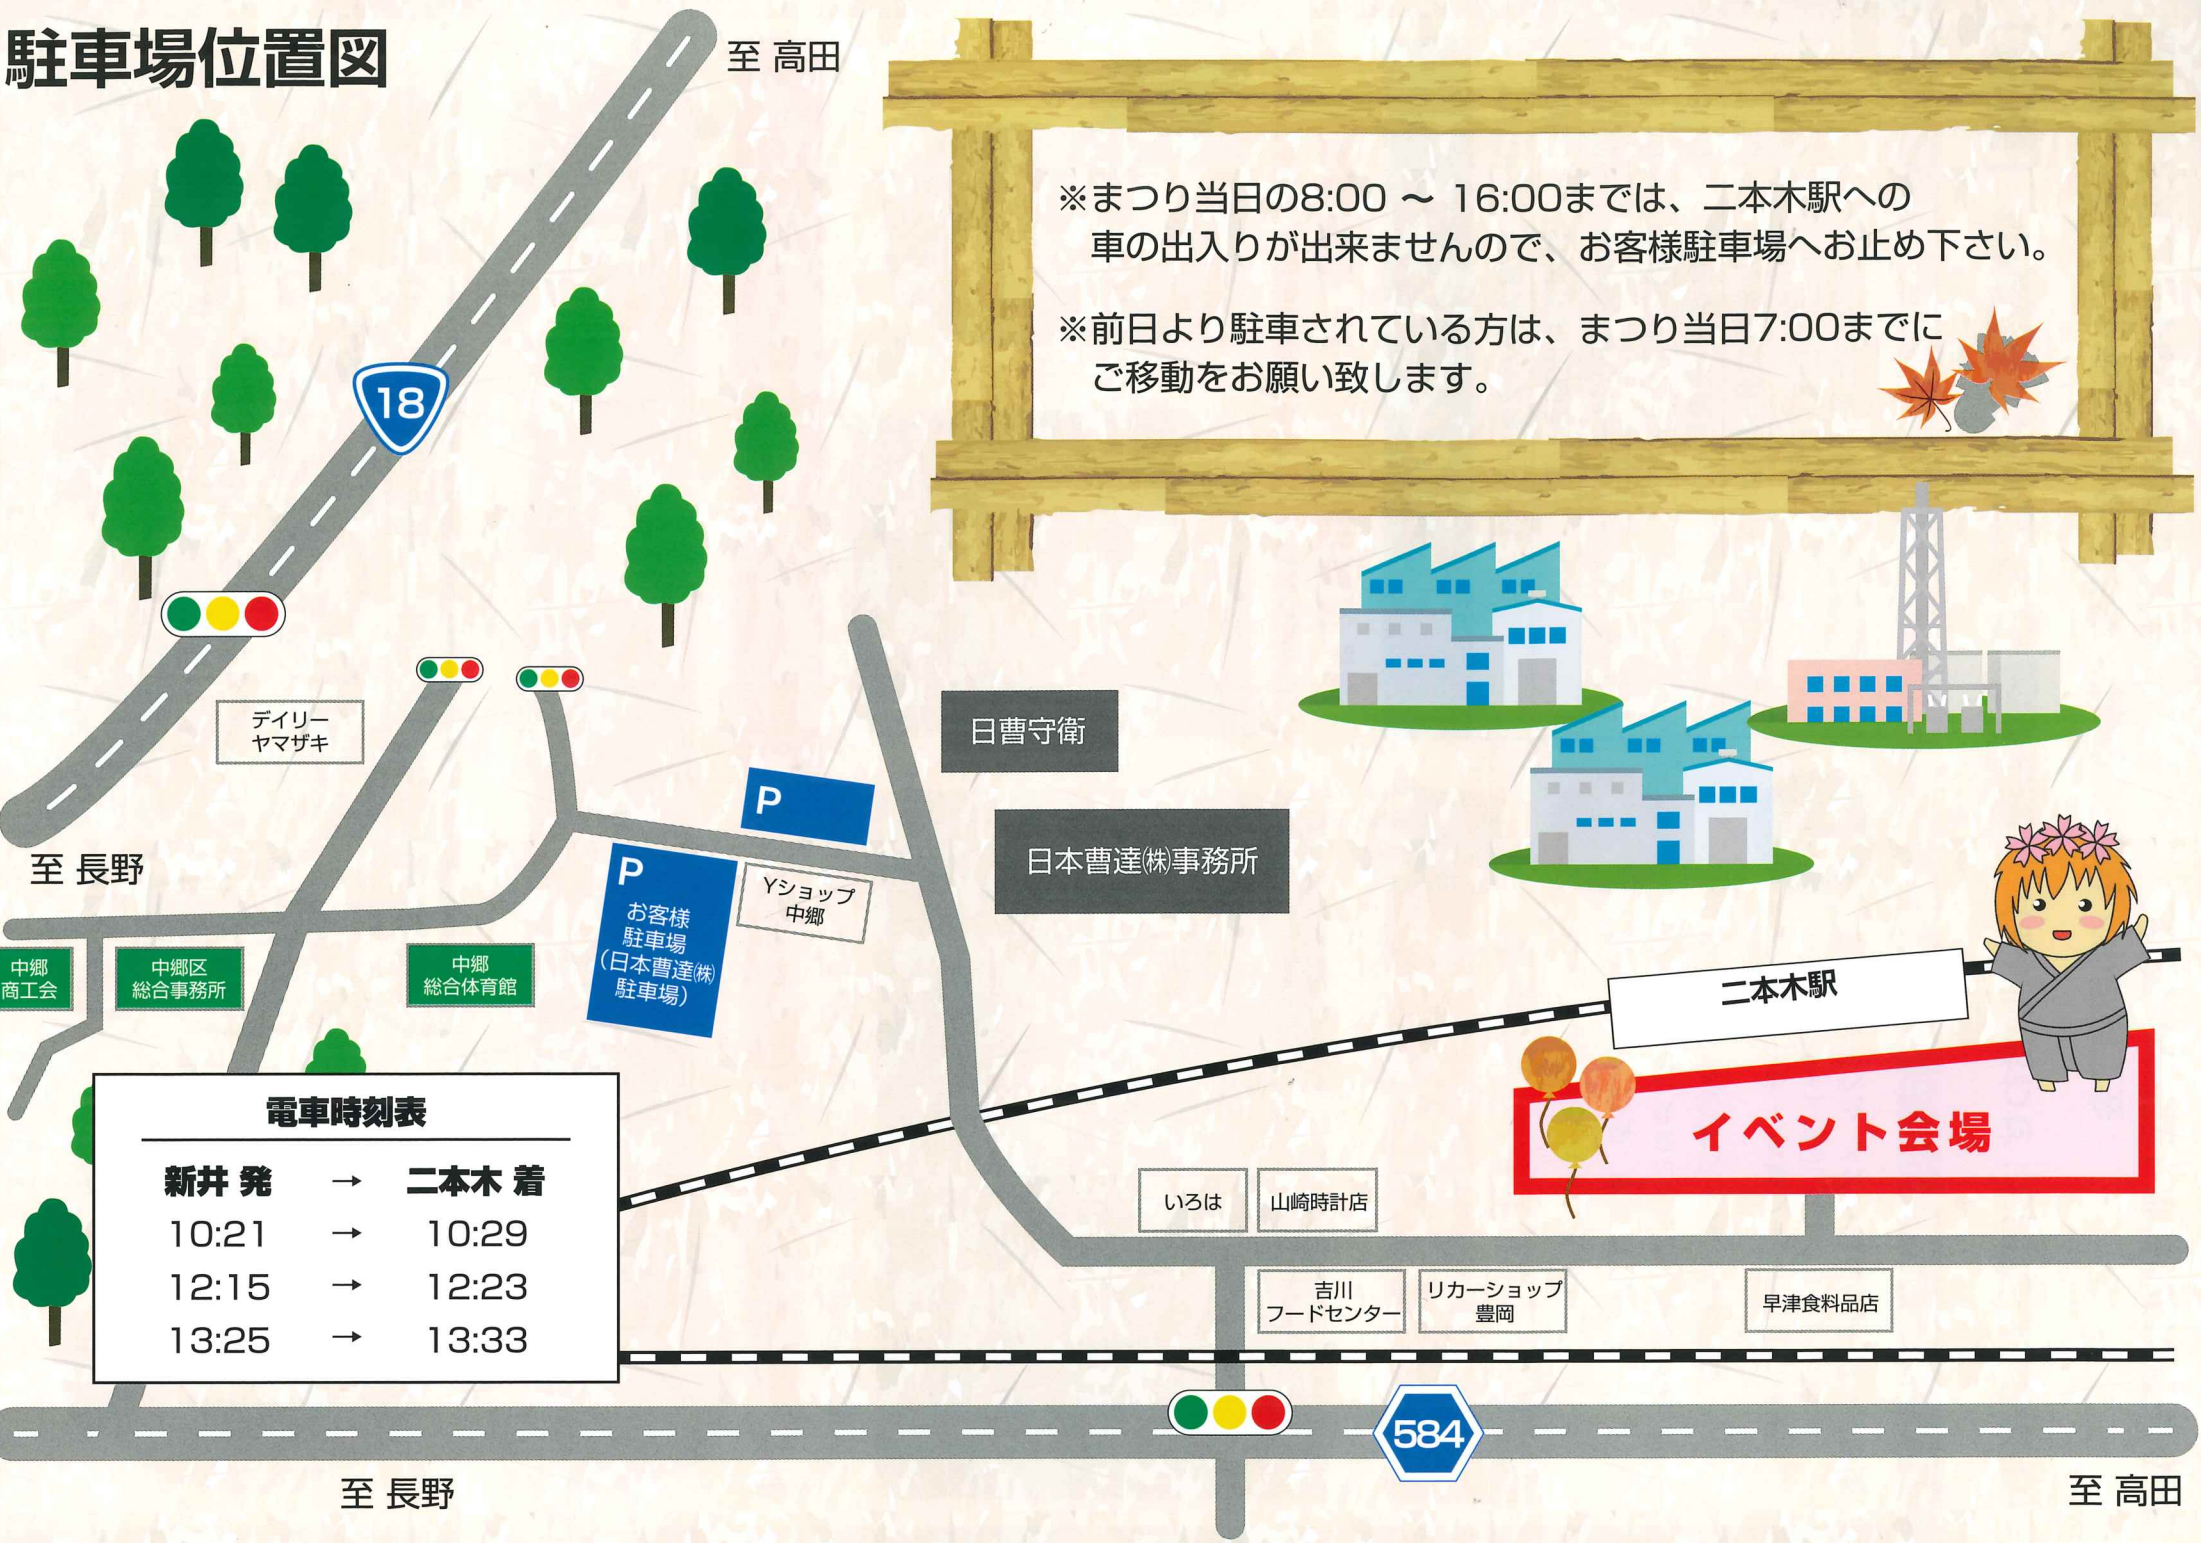 駐車場位置図
至 高田
※まつり当日の8:00 ～ 16:00までは、二本木駅への
車の出入りが出来ませんので、お客様駐車場へお止め下さい。
※前日より駐車されている方は、まつり当日7:00までに
ご移動をお願い致します。
18
デイリー
ヤマザキ
至 長野
日曹守衛
日本曹達㈱事務所
P
P
お客様
駐車場
（日本曹達㈱
駐車場）
Yショップ
中郷
中郷
商工会
中郷区
総合事務所
中郷
総合体育館
二本木駅
イベント会場
電車時刻表
新井 発 → 二本木 着
10:21 → 10:29
12:15 → 12:23
13:25 → 13:33
いろは
山崎時計店
吉川
フードセンター
リカーショップ
豊岡
早津食料品店
584
至 長野
至 高田